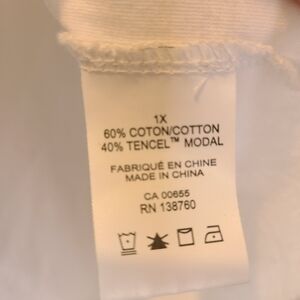 1X
60% COTON/COTTON
40% TENCEL™ MODAL
FABRIQUÉ EN CHINE
MADE IN CHINA
CA 00655
RN 138760